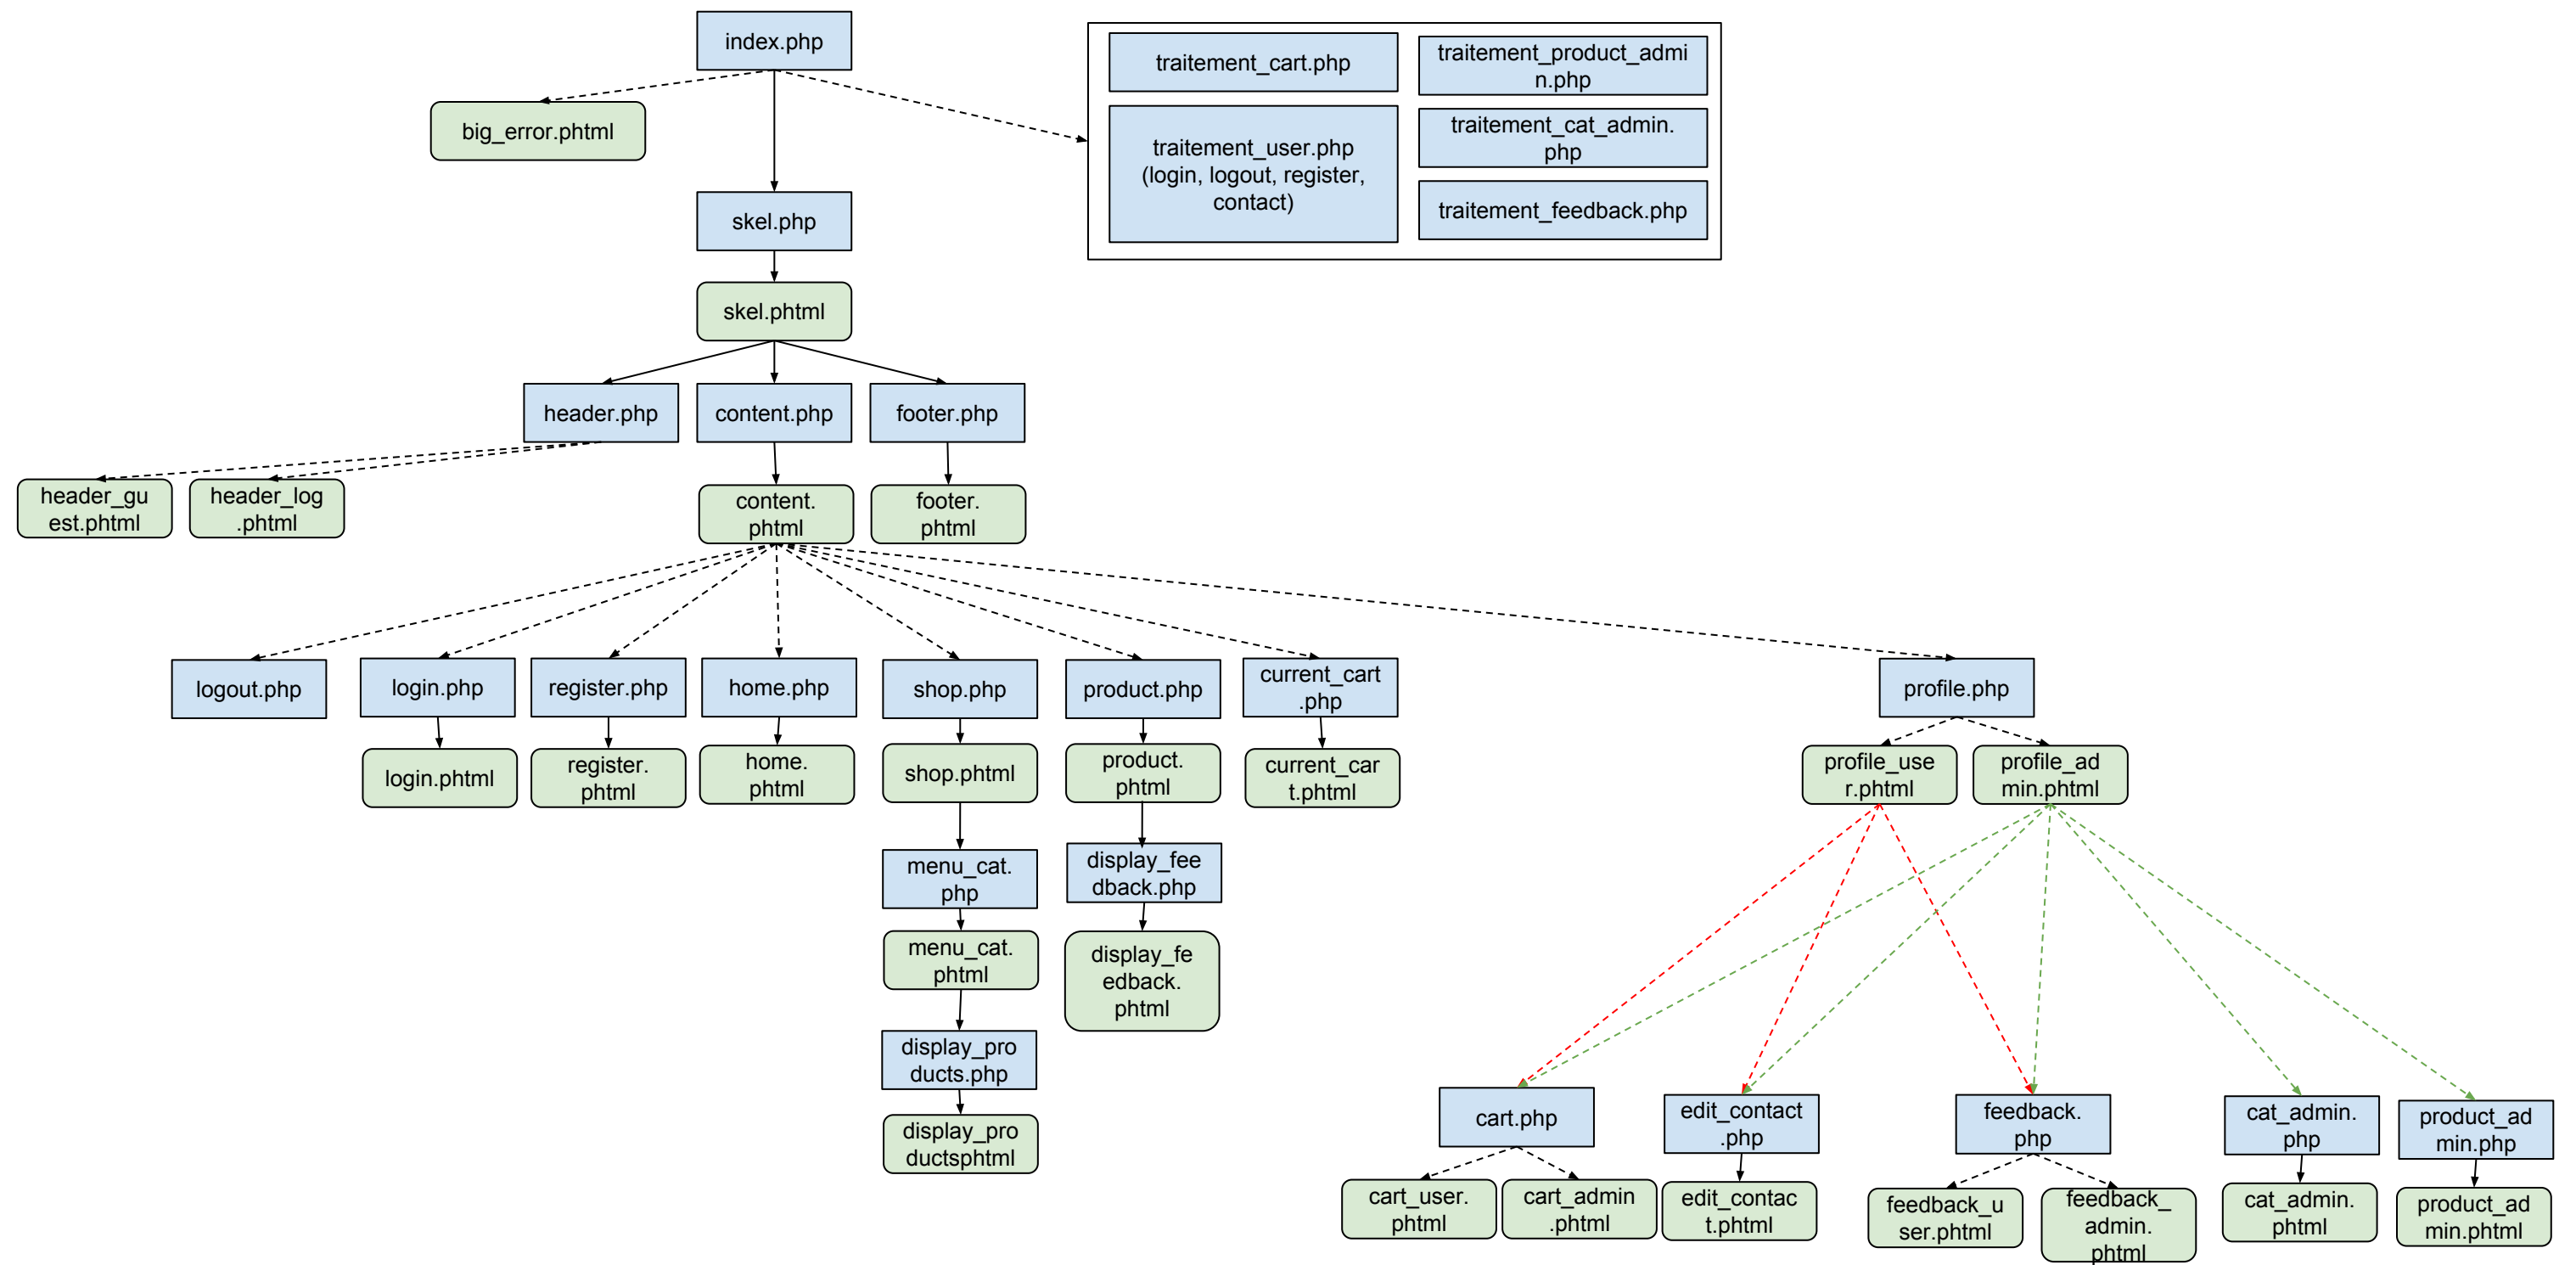 index.php
traitement_cart.php
traitement_product_admi
n.php
big_error.phtml
traitement_user.php
(login, logout, register,
contact)
traitement_cat_admin.
php
traitement_feedback.php
skel.php
skel.phtml
header.php
content.php
footer.php
header_gu
est.phtml
header_log
.phtml
content.
phtml
footer.
phtml
logout.php
login.php
register.php
home.php
shop.php
product.php
current_cart
.php
profile.php
login.phtml
register.
phtml
home.
phtml
shop.phtml
product.
phtml
current_car
t.phtml
profile_use
r.phtml
profile_ad
min.phtml
menu_cat.
php
display_fee
dback.php
menu_cat.
phtml
display_fe
edback.
phtml
display_pro
ducts.php
display_pro
ductsphtml
cart.php
edit_contact
.php
feedback.
php
cat_admin.
php
product_ad
min.php
cart_user.
phtml
cart_admin
.phtml
edit_contac
t.phtml
feedback_u
ser.phtml
feedback_
admin.
phtml
cat_admin.
phtml
product_ad
min.phtml